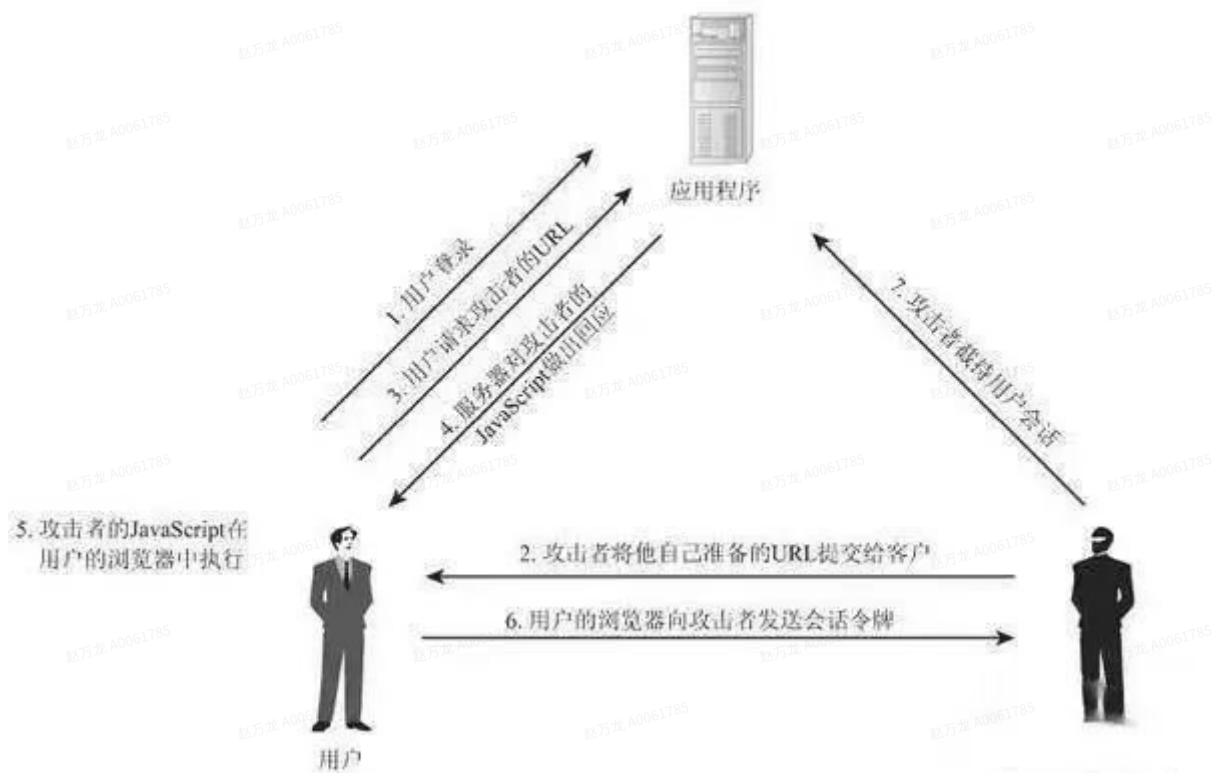 应用程序
1. 用户登录
3. 用户请求攻击者的URL
4. 服务器对攻击者的
JavaScript做出回应
7. 攻击者截持用户会话
5. 攻击者的JavaScript在
用户的浏览器中执行
2. 攻击者将他自己准备的URL提交给客户
6. 用户的浏览器向攻击者发送会话令牌
用户
赵万龙 A0061785